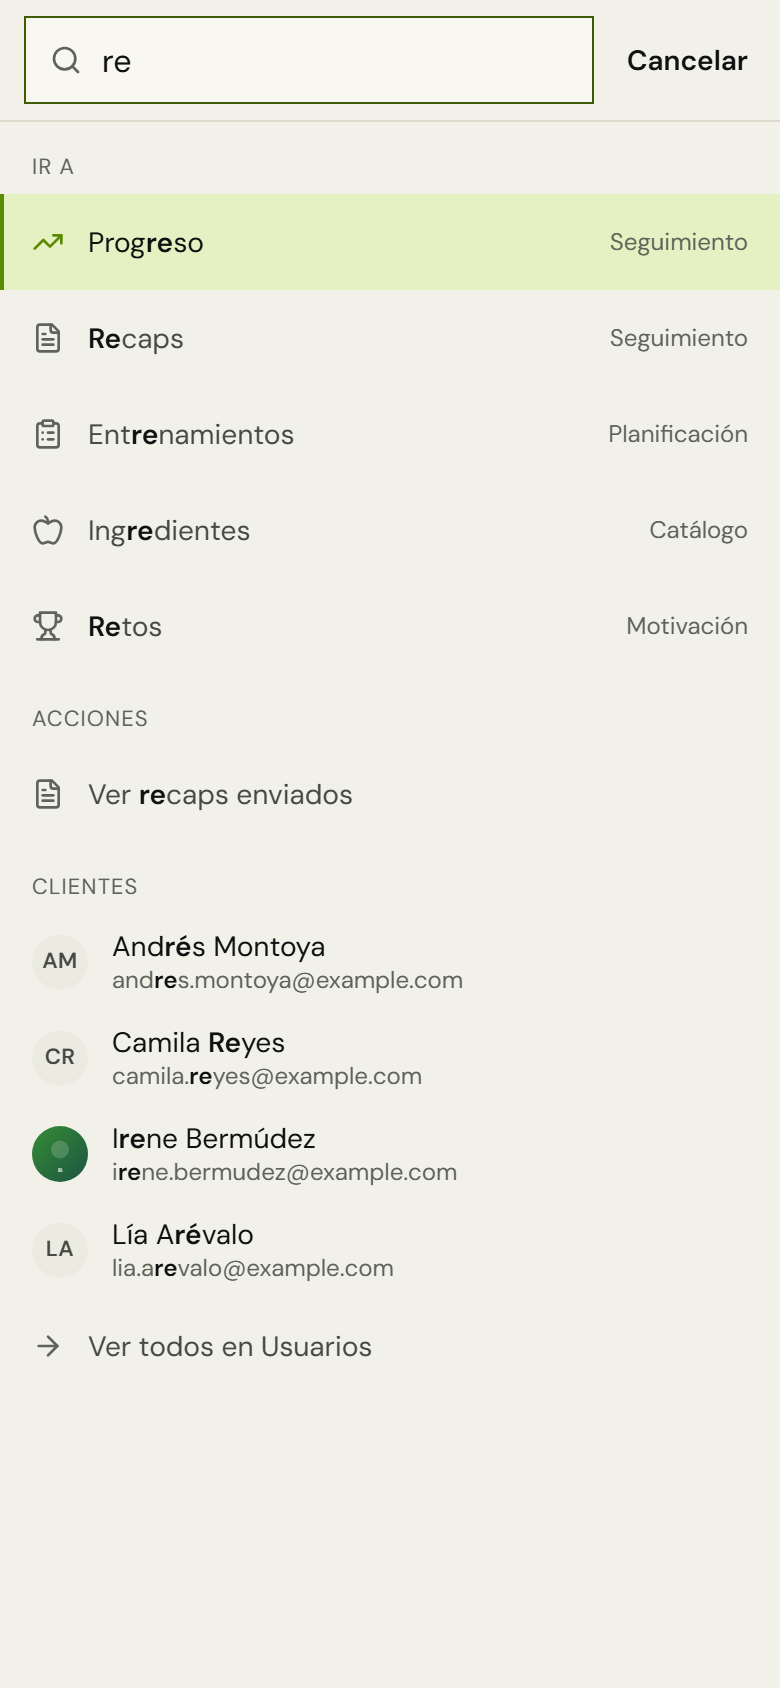 re
Cancelar
IR A
Progreso Seguimiento
Recaps Seguimiento
Entrenamientos Planificación
Ingredientes Catálogo
Retos Motivación
ACCIONES
Ver recaps enviados
CLIENTES
AM Andrés Montoya
andres.montoya@example.com
CR Camila Reyes
camila.reyes@example.com
Irene Bermúdez
irene.bermudez@example.com
LA Lía Arévalo
lia.arevalo@example.com
Ver todos en Usuarios